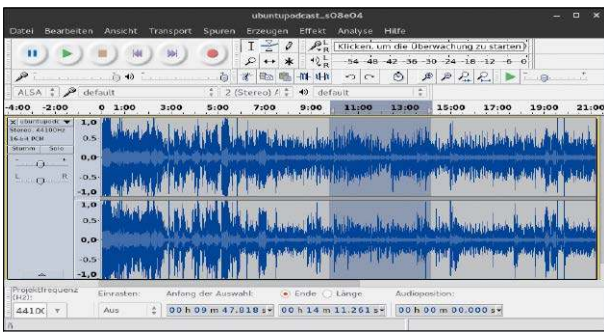 ubuntupodcast_s08e04
Datei Bearbeiten Ansicht Transport Spuren Erzeugen Effekt Analyse Hilfe
L R Klicken, um die Überwachung zu starten
L R -54 -48 -42 -36 -30 -24 -18 -12 -6 0
ALSA default 2 (Stereo) default
-4:00 -2:00 0 1:00 3:00 5:00 7:00 9:00 11:00 13:00 15:00 17:00 19:00 21:00
ubuntupodc
Stereo, 44100Hz
16-bit PCM
Stumm Solo
- +
L R
1,0
0,5
0,0
-0,5
-1,0
1,0
0,5
0,0
-0,5
-1,0
Projektfrequenz (Hz): Einrasten: Anfang der Auswahl: Ende Länge Audioposition:
Aus 00 h 09 m 47.818 s 00 h 14 m 11.261 s 00 h 00 m 00.000 s